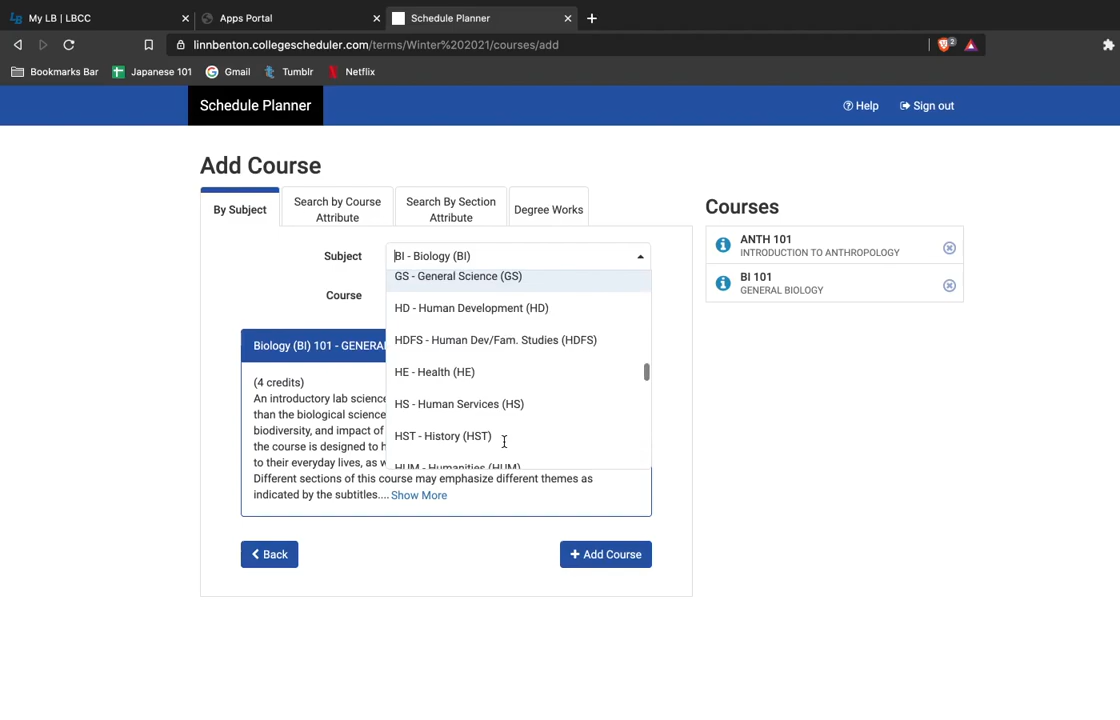 My LB | LBCC
Apps Portal
Schedule Planner
linnbenton.collegescheduler.com/terms/Winter%202021/courses/add
2
Bookmarks Bar
Japanese 101
Gmail
Tumblr
Netflix
Schedule Planner
Help
Sign out
Add Course
By Subject
Search by Course
Attribute
Search By Section
Attribute
Degree Works
Subject
BI - Biology (BI)
GS - General Science (GS)
HD - Human Development (HD)
HDFS - Human Dev/Fam. Studies (HDFS)
HE - Health (HE)
HS - Human Services (HS)
HST - History (HST)
HUM - Humanities (HUM)
Course
Biology (BI) 101 - GENERA
(4 credits)
An introductory lab science
than the biological science
biodiversity, and impact of
the course is designed to h
to their everyday lives, as w
Different sections of this course may emphasize different themes as
indicated by the subtitles.... Show More
Back
+ Add Course
Courses
ANTH 101
INTRODUCTION TO ANTHROPOLOGY
BI 101
GENERAL BIOLOGY